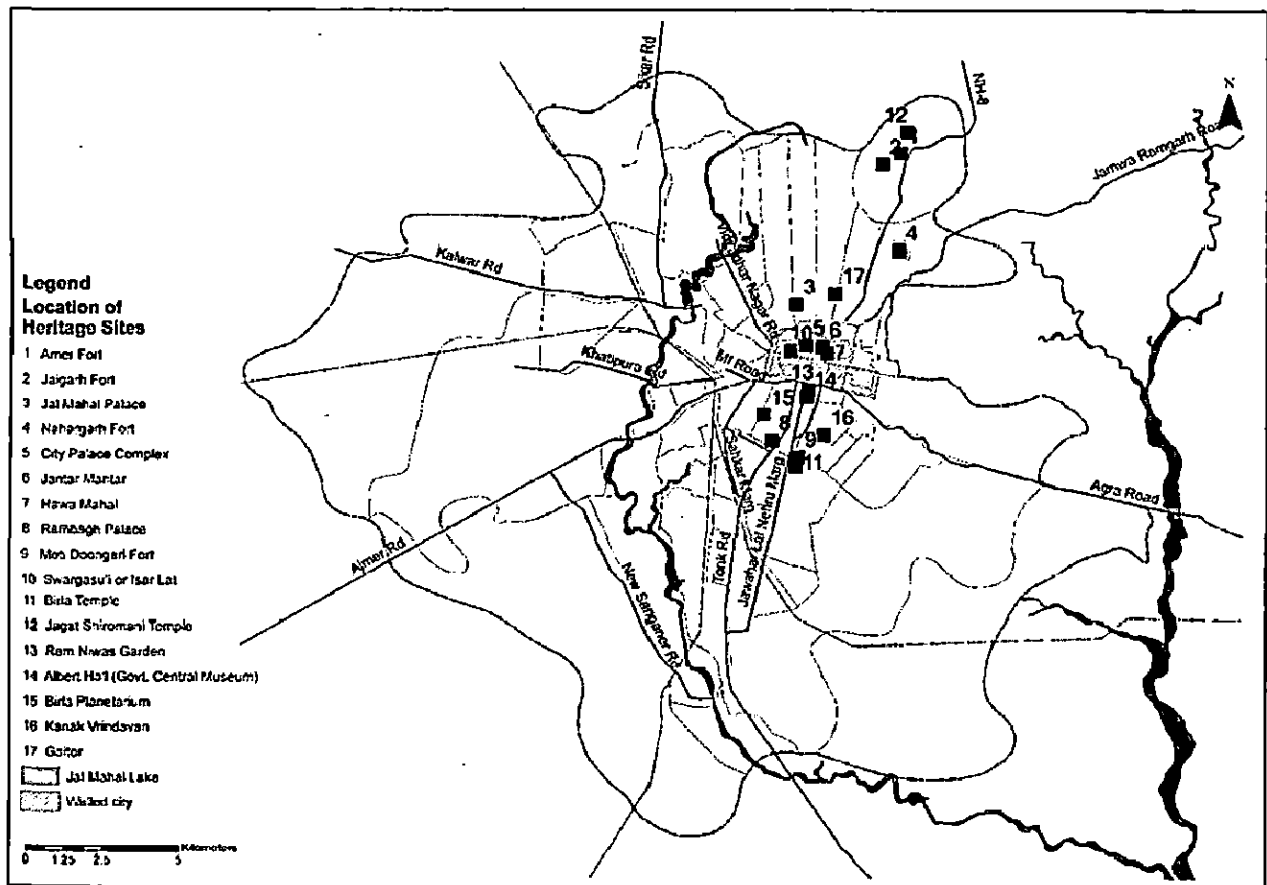 Legend
Location of
Heritage Sites
1 Amer Fort
2 Jaigarh Fort
3 Jal Mahal Palace
4 Nahargarh Fort
5 City Palace Complex
6 Jantar Mantar
7 Hawa Mahal
8 Rambagh Palace
9 Moti Doongari Fort
10 Swargasuli or Isar Lat
11 Birla Temple
12 Jagat Shiromani Temple
13 Ram Niwas Garden
14 Albert Hall (Govt. Central Museum)
15 Birla Planetarium
16 Kanak Vrindavan
17 Gaitor
Jal Mahal Lake
Walled city
Kilometers
0 1.25 2.5 5
Sikar Rd
NH-8
N
Jamwa Ramgarh Road
12
1
2
4
Kalwar Rd
Vidhyadhar Nagar Rd
3
17
10
5
6
7
Khatipura Rd
MI Road
13
14
15
16
8
9
11
Agra Road
Ajmer Rd
New Sanganer Rd
Tonk Rd
Jawahar Lal Nehru Marg